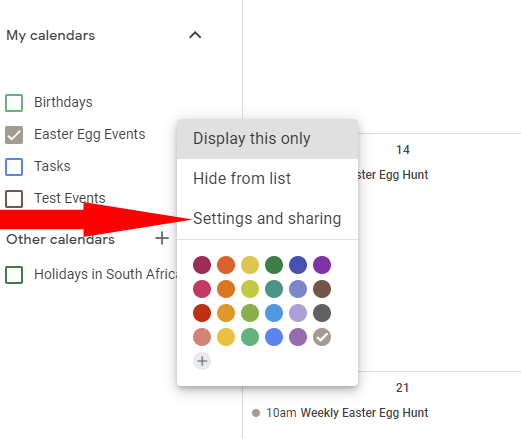 My calendars
Birthdays
Easter Egg Events
Tasks
Test Events
Other calendars
Holidays in South Africa
Display this only
Hide from list
Settings and sharing
14
ster Egg Hunt
21
10am Weekly Easter Egg Hunt